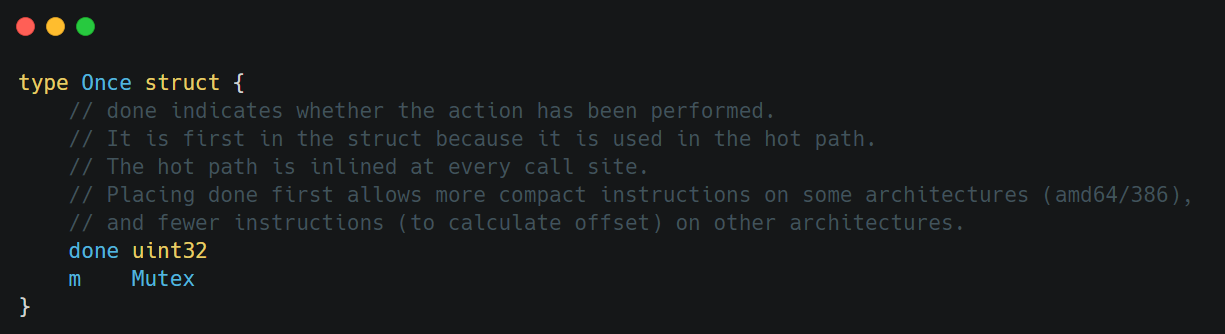 type Once struct {
    // done indicates whether the action has been performed.
    // It is first in the struct because it is used in the hot path.
    // The hot path is inlined at every call site.
    // Placing done first allows more compact instructions on some architectures (amd64/386),
    // and fewer instructions (to calculate offset) on other architectures.
    done uint32
    m    Mutex
}